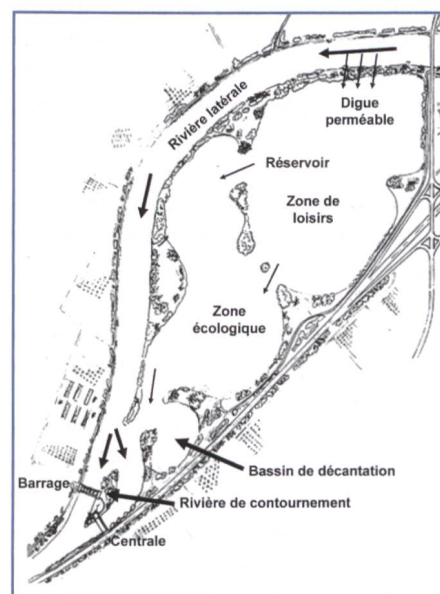 Rivière latérale
Digue
perméable
Réservoir
Zone de
loisirs
Zone
écologique
Bassin de décantation
Barrage
Rivière de contournement
Centrale